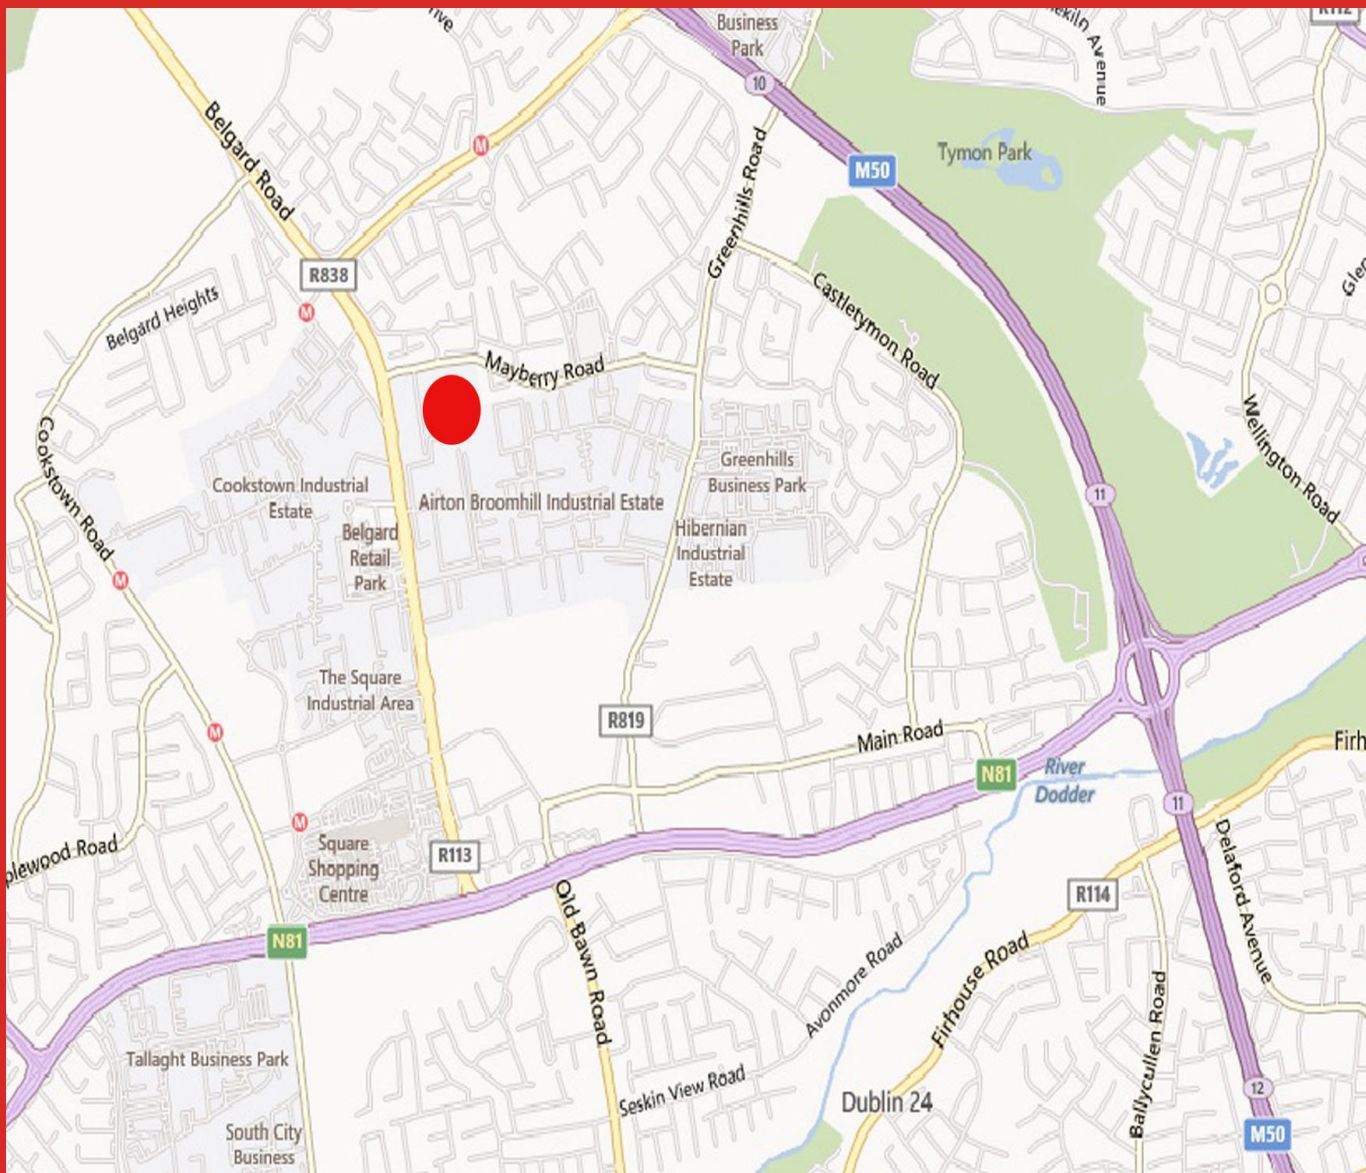 Business
Park
10
M50
Tymon Park
Belgard Road
M
Greenhills Road
R838
M
Belgard Heights
Castletymon Road
Mayberry Road
Cookstown Road
Wellington Road
Greenhills
Business Park
Cookstown Industrial
Estate
Airton Broomhill Industrial Estate
11
Belgard
Retail
Park
Hibernian
Industrial
Estate
M
The Square
Industrial Area
R819
M
Main Road
N81
River
Dodder
11
M
Square
Shopping
Centre
R113
R114
Delaford Avenue
Old Bawn Road
N81
Avonmore Road
Firhouse Road
Ballycullen Road
Tallaght Business Park
Seskin View Road
Dublin 24
12
M50
South City
Business